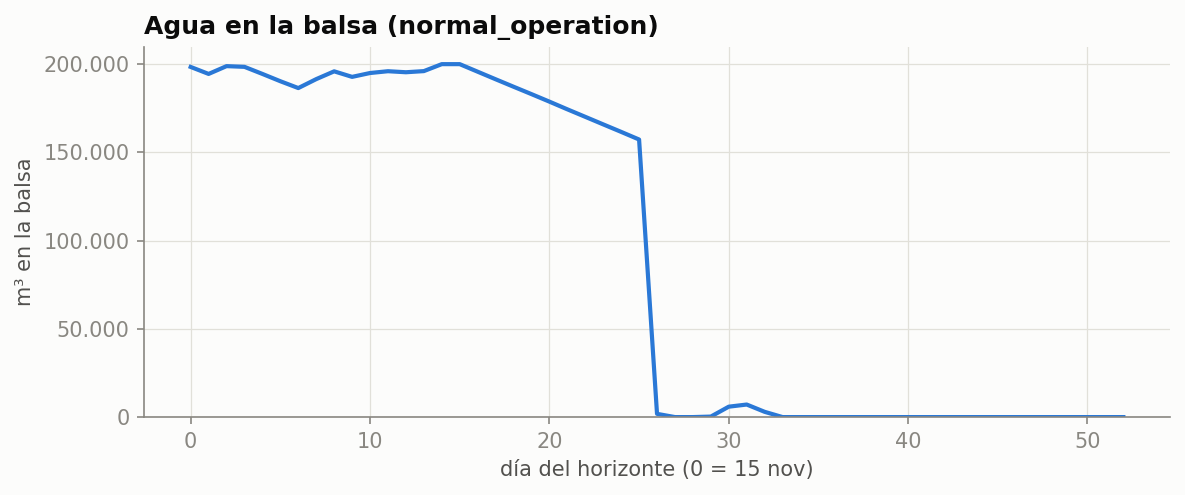 Agua en la balsa (normal_operation)
m³ en la balsa
200.000
150.000
100.000
50.000
0
0 10 20 30 40 50
día del horizonte (0 = 15 nov)